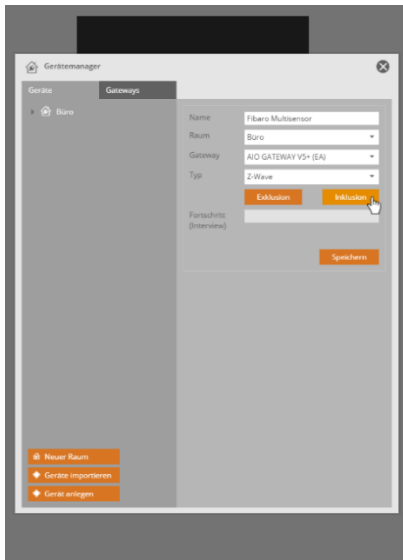 Gerätemanager
Geräte Gateways
Büro
Name Fibaro Multisensor
Raum Büro
Gateway AIO GATEWAY V5+ (EA)
Typ Z-Wave
Exklusion Inklusion
Fortschritt
(Interview)
Speichern
Neuer Raum
Geräte importieren
Gerät anlegen